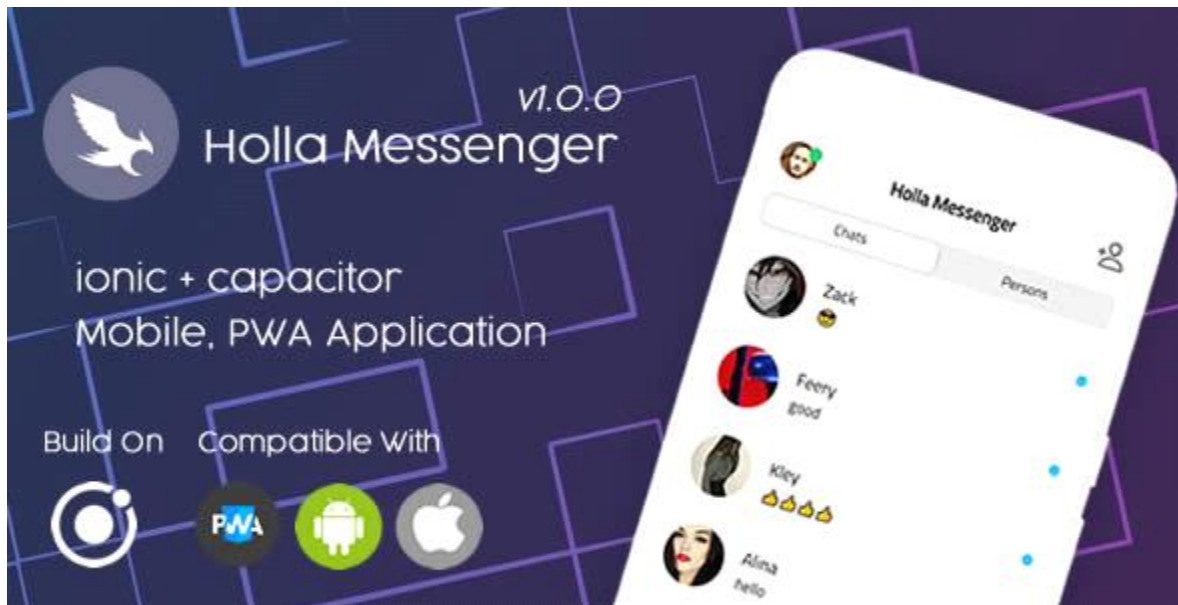 v1.0.0
Holla Messenger
ionic + capacitor
Mobile, PWA Application
Build On
Compatible With
PWA
Holla Messenger
Chats
Persons
Zack
Feery
good
Kley
Alina
hello